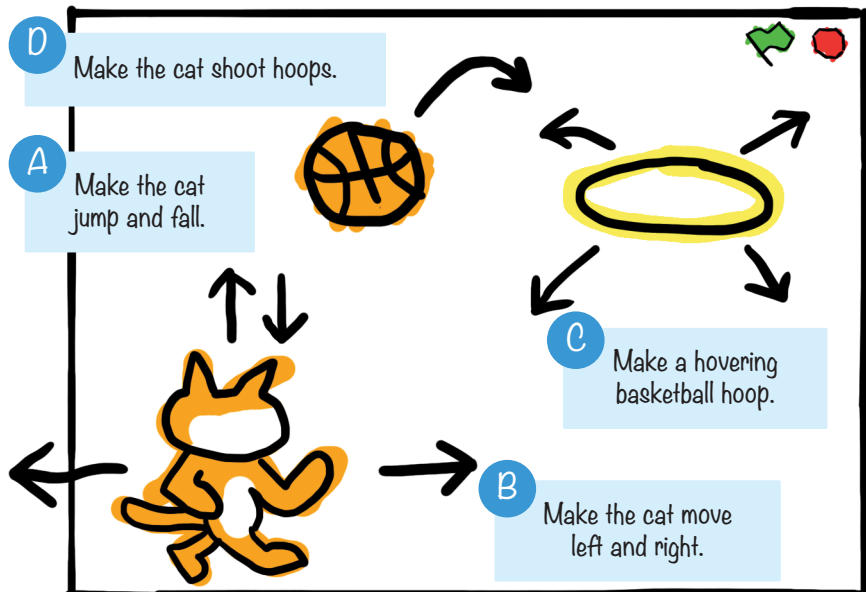 D
Make the cat shoot hoops.
A
Make the cat
jump and fall.
C
Make a hovering
basketball hoop.
B
Make the cat move
left and right.